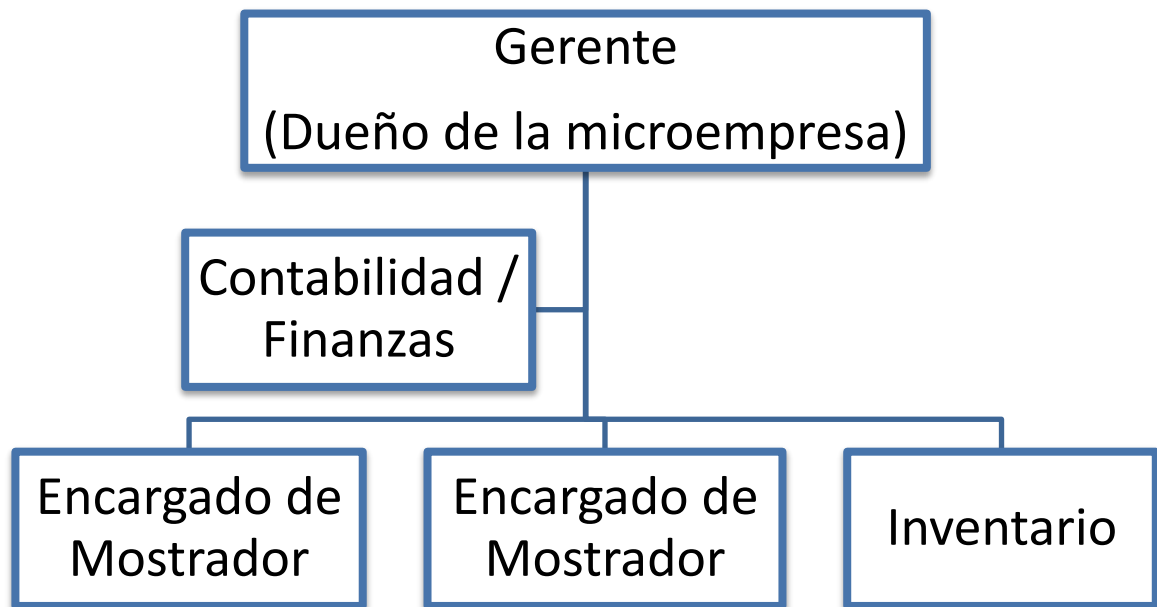 Gerente
(Dueño de la microempresa)
Contabilidad /
Finanzas
Encargado de
Mostrador
Encargado de
Mostrador
Inventario